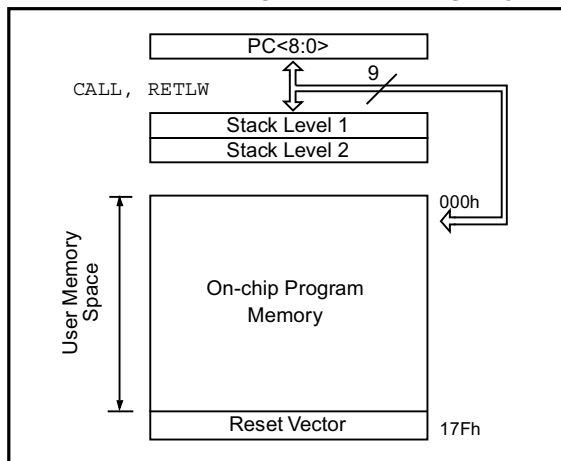 PC<8:0>
9
CALL, RETLW
Stack Level 1
Stack Level 2
000h
User Memory
Space
On-chip Program
Memory
Reset Vector
17Fh